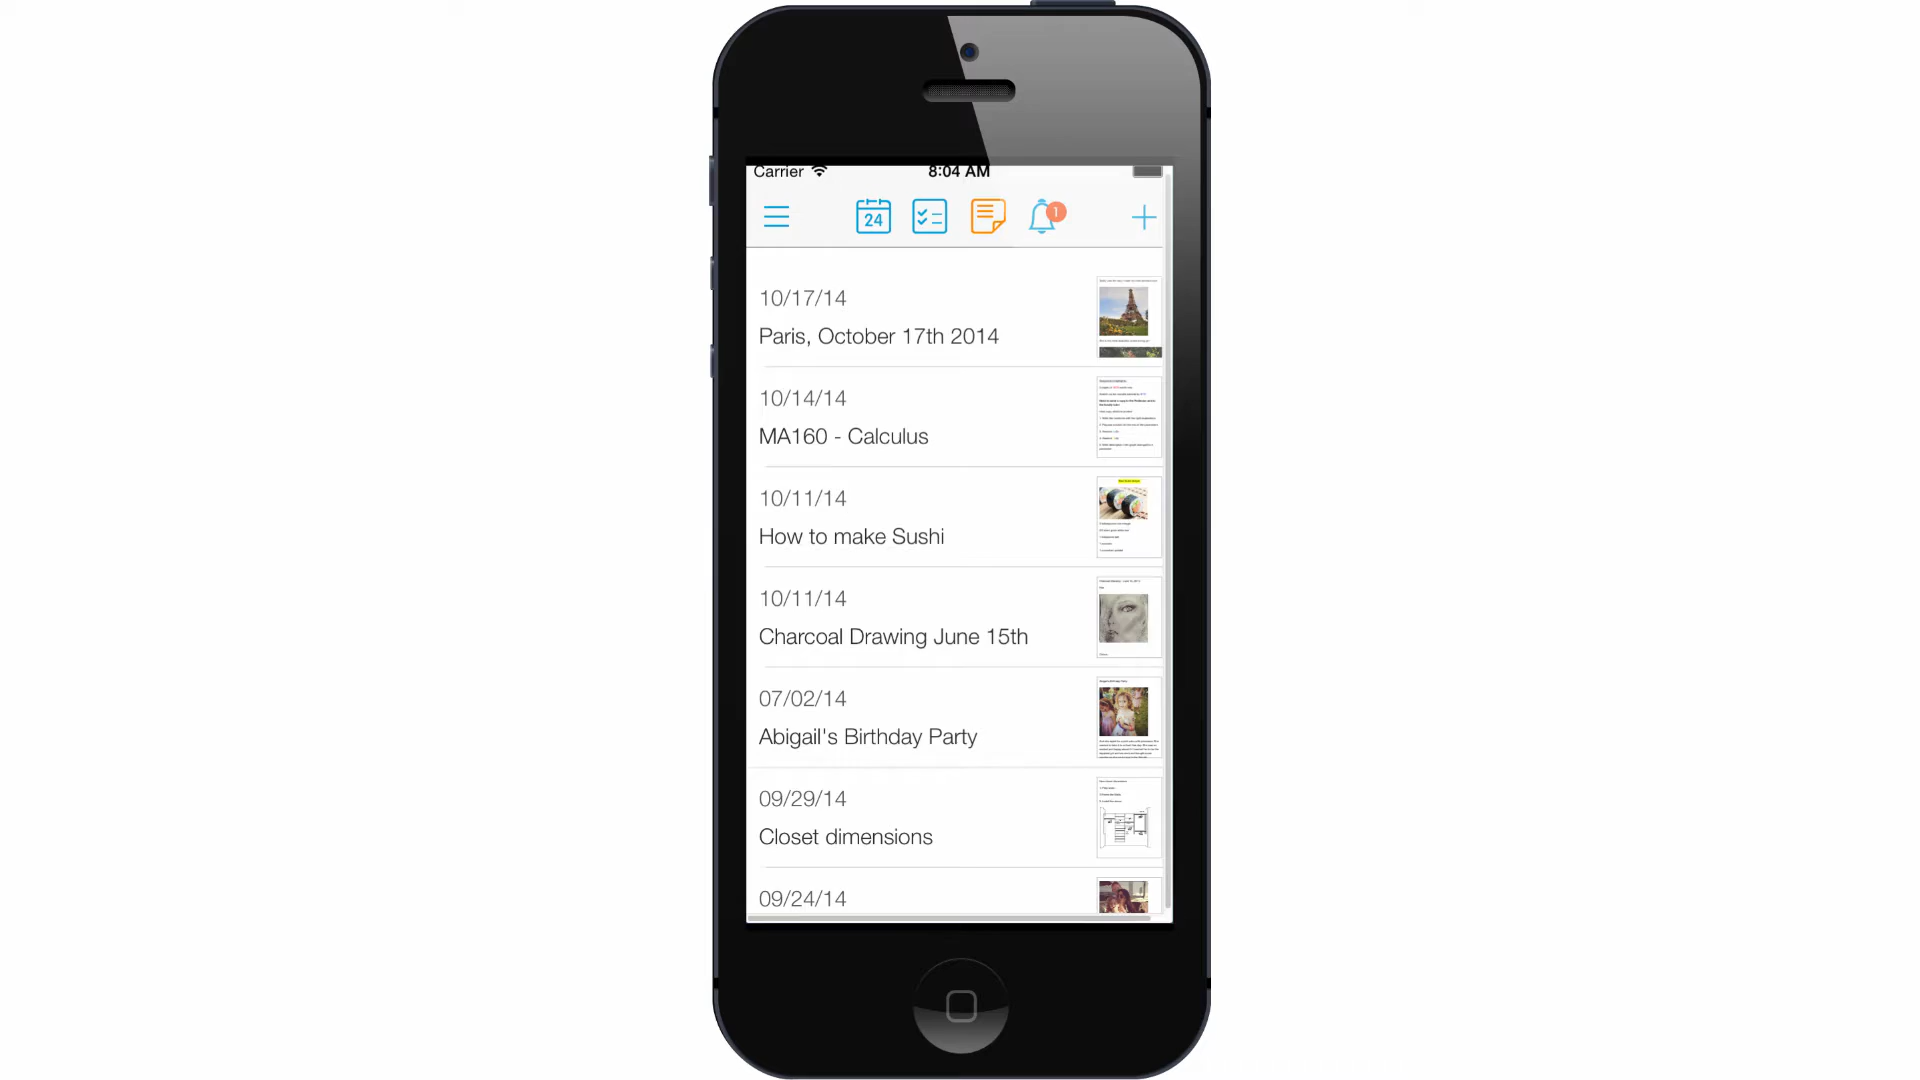 Carrier 8:04 AM
24
1
10/17/14
Paris, October 17th 2014
10/14/14
MA160 - Calculus
10/11/14
How to make Sushi
10/11/14
Charcoal Drawing June 15th
07/02/14
Abigail's Birthday Party
09/29/14
Closet dimensions
09/24/14